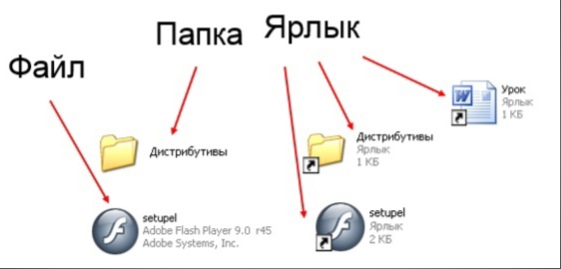 Файл
Папка
Ярлык
Дистрибутивы
setupel
Adobe Flash Player 9.0 r45
Adobe Systems, Inc.
Дистрибутивы
Ярлык
1 КБ
setupel
Ярлык
2 КБ
Урок
Ярлык
1 КБ